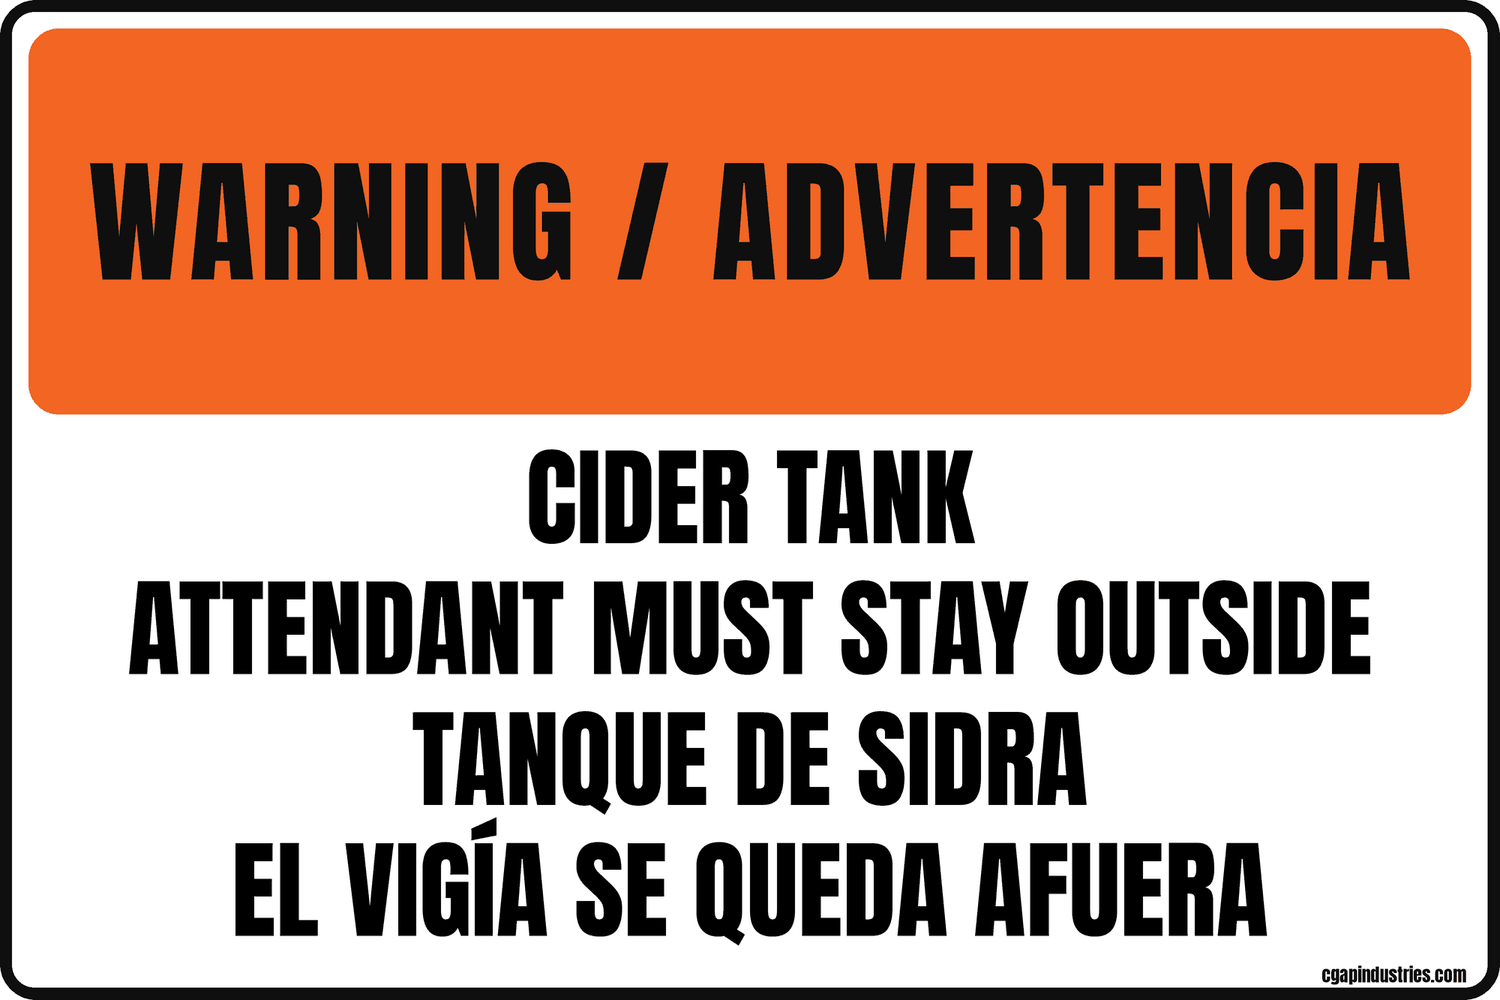 WARNING / ADVERTENCIA
CIDER TANK
ATTENDANT MUST STAY OUTSIDE
TANQUE DE SIDRA
EL VIGÍA SE QUEDA AFUERA
cgapindustries.com